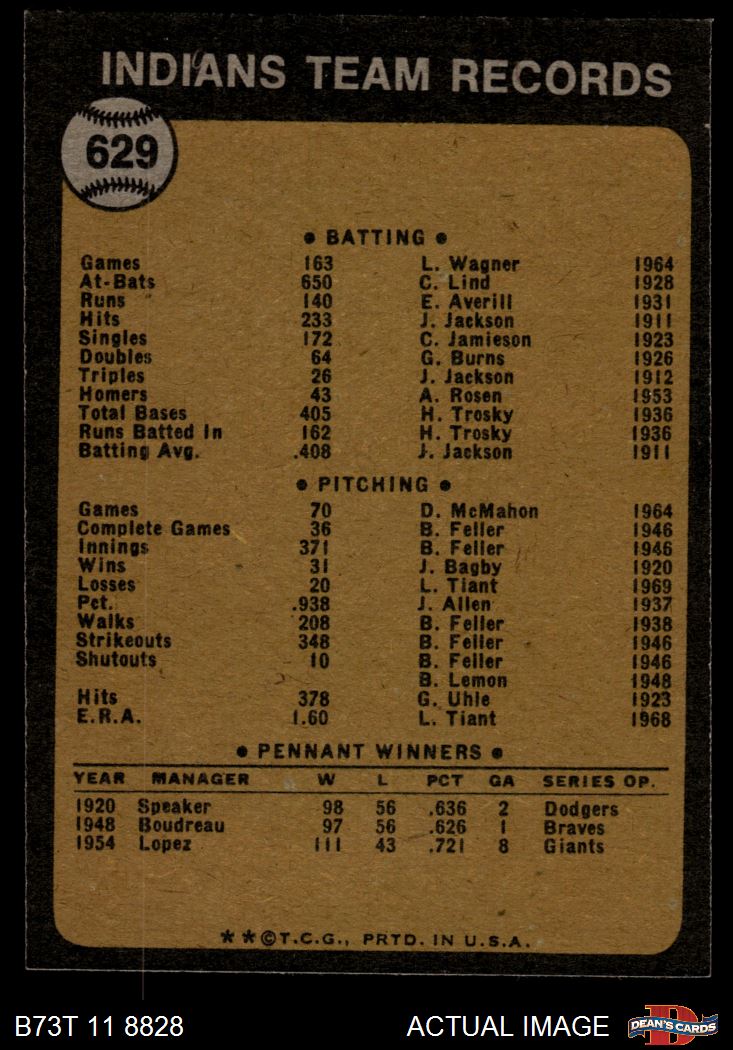 INDIANS TEAM RECORDS
629
• BATTING •
Games 163 L. Wagner 1964
At-Bats 650 C. Lind 1928
Runs 140 E. Averill 1931
Hits 233 J. Jackson 1911
Singles 172 C. Jamieson 1923
Doubles 64 G. Burns 1926
Triples 26 J. Jackson 1912
Homers 43 A. Rosen 1953
Total Bases 405 H. Trosky 1936
Runs Batted In 162 H. Trosky 1936
Batting Avg. .408 J. Jackson 1911
• PITCHING •
Games 70 D. McMahon 1964
Complete Games 36 B. Feller 1946
Innings 371 B. Feller 1946
Wins 31 J. Bagby 1920
Losses 20 L. Tiant 1969
Pct. .938 J. Allen 1937
Walks 208 B. Feller 1938
Strikeouts 348 B. Feller 1946
Shutouts 10 B. Feller 1946
B. Lemon 1948
Hits 378 G. Uhle 1923
E.R.A. 1.60 L. Tiant 1968
• PENNANT WINNERS •
YEAR MANAGER W L PCT GA SERIES OP.
1920 Speaker 98 56 .636 2 Dodgers
1948 Boudreau 97 56 .626 1 Braves
1954 Lopez 111 43 .721 8 Giants
**©T.C.G., PRTD. IN U.S.A.
B73T 11 8828 ACTUAL IMAGE D DEAN'S CARDS